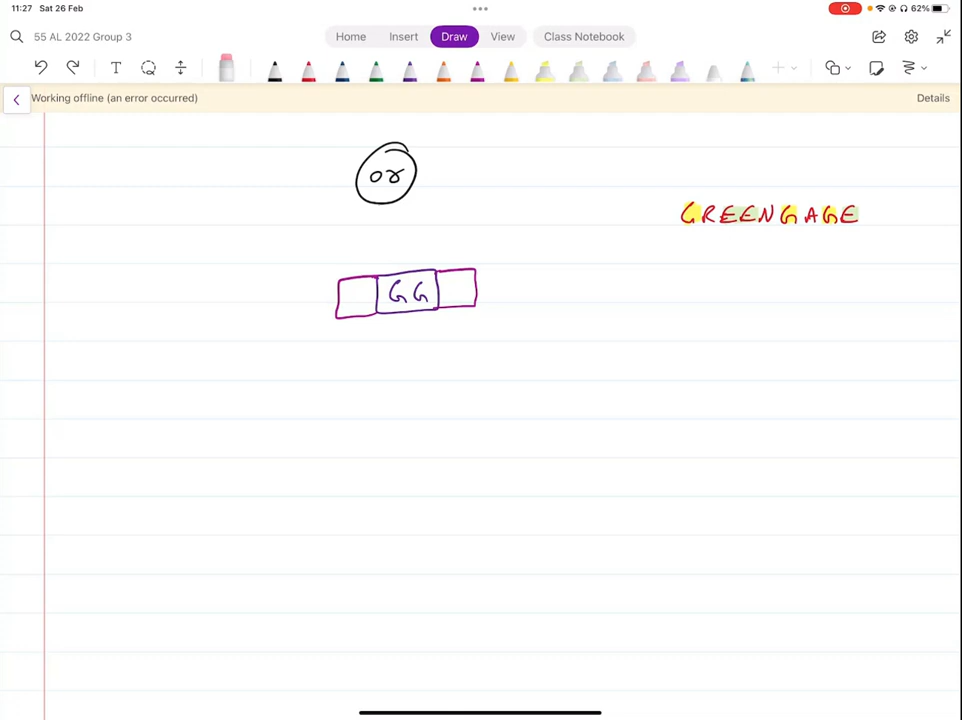 11:27 Sat 26 Feb 62%
55 AL 2022 Group 3 Home Insert Draw View Class Notebook
T
Working offline (an error occurred) Details
or
GREENGAGE
GG